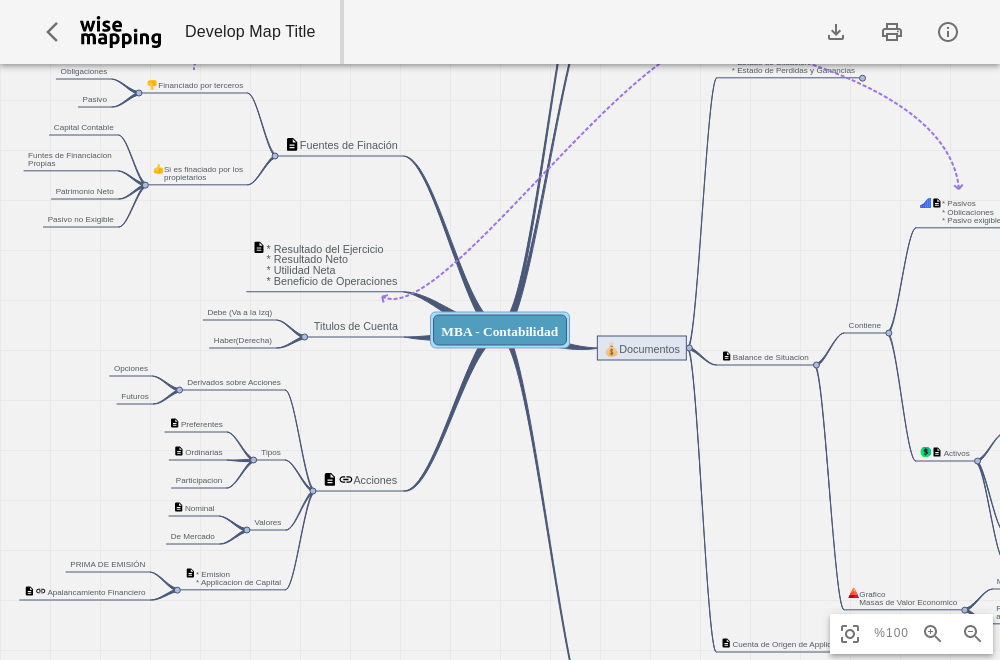 wise
mapping
Develop Map Title
Obligaciones
Pasivo
Financiado por terceros
Capital Contable
Funtes de Financiacion
Propias
Patrimonio Neto
Pasivo no Exigible
Si es finaciado por los
propietarios
Fuentes de Finación
* Resultado del Ejercicio
* Resultado Neto
* Utilidad Neta
* Beneficio de Operaciones
Debe (Va a la Izq)
Haber(Derecha)
Titulos de Cuenta
MBA - Contabilidad
Opciones
Futuros
Derivados sobre Acciones
Preferentes
Ordinarias
Participacion
Tipos
Nominal
De Mercado
Valores
Acciones
PRIMA DE EMISIÓN
Apalancamiento Financiero
* Emision
* Applicacion de Capital
* Estado de Perdidas y Ganancias
Documentos
Balance de Situacion
Contiene
* Pasivos
* Oblicaciones
* Pasivo exigible
$
Activos
Grafico
Masas de Valor Economico
Cuenta de Origen de
%100